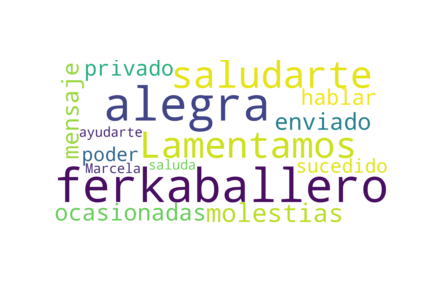 mensaje
privado saludarte
alegra hablar
enviado
ayudarte Lamentamos
poder
Marcela saluda sucedido
ferkaballero
ocasionadas molestias